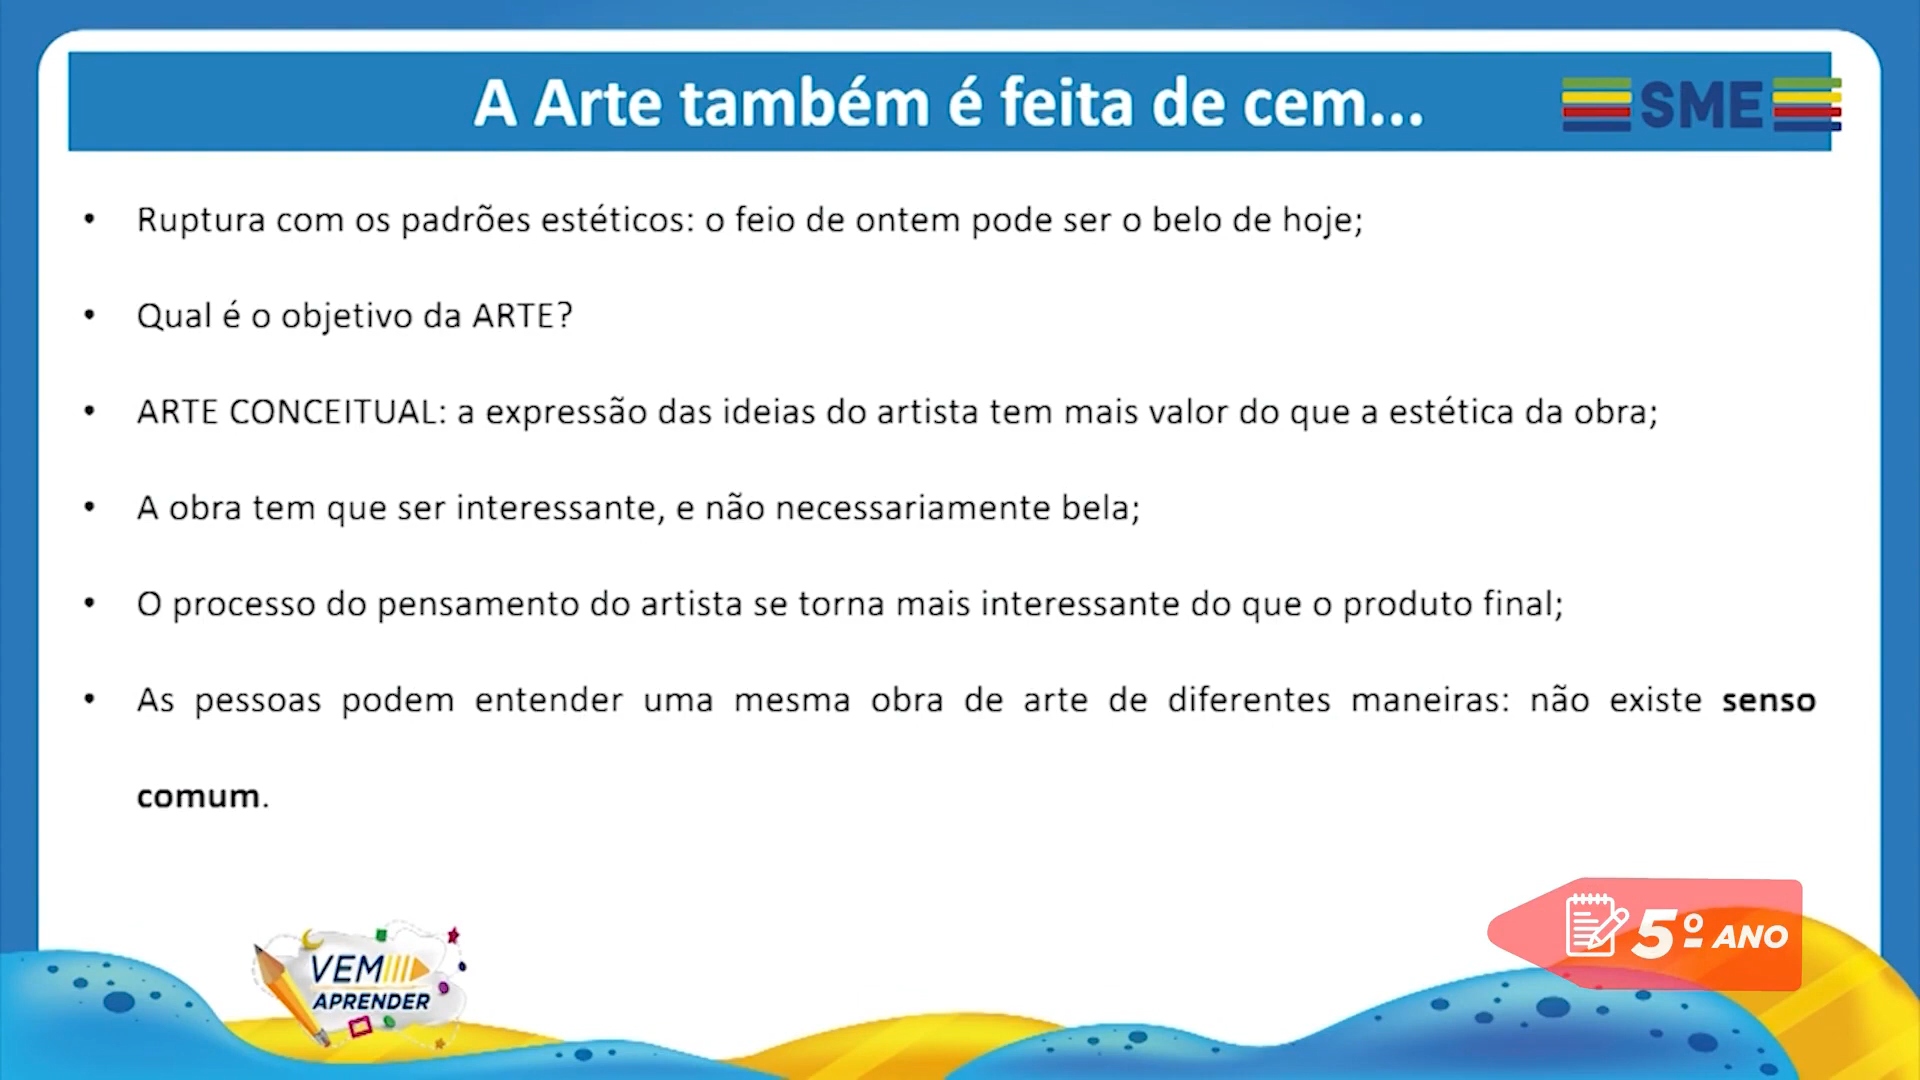 A Arte também é feita de cem...
SME
• Ruptura com os padrões estéticos: o feio de ontem pode ser o belo de hoje;
• Qual é o objetivo da ARTE?
• ARTE CONCEITUAL: a expressão das ideias do artista tem mais valor do que a estética da obra;
• A obra tem que ser interessante, e não necessariamente bela;
• O processo do pensamento do artista se torna mais interessante do que o produto final;
• As pessoas podem entender uma mesma obra de arte de diferentes maneiras: não existe senso
comum.
5º ANO
VEM
APRENDER